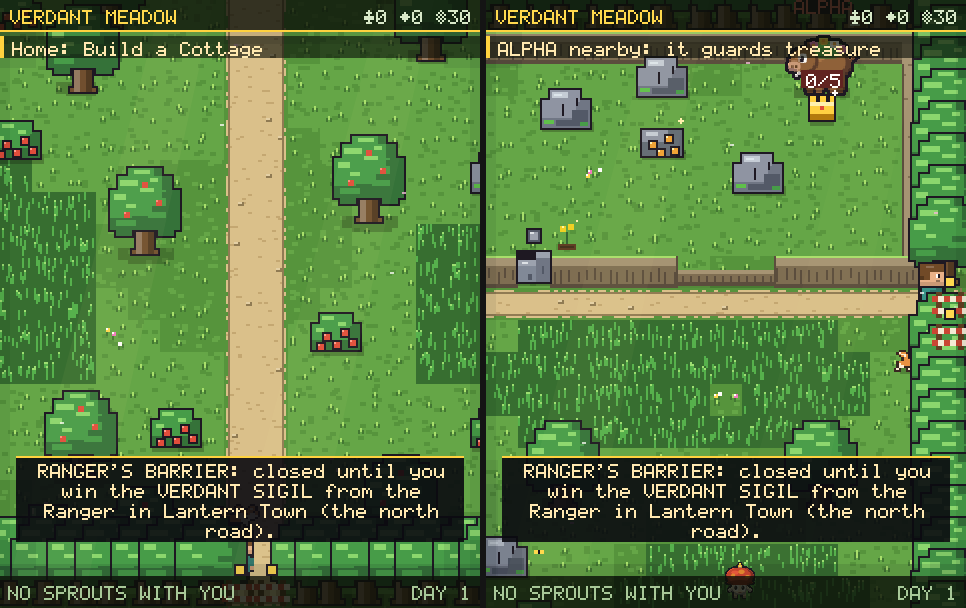 VERDANT MEADOW
0 0 30
Home: Build a Cottage
RANGER'S BARRIER: closed until you
win the VERDANT SIGIL from the
Ranger in Lantern Town (the north
road).
NO SPROUTS WITH YOU
DAY 1
VERDANT MEADOW
ALPHA
0 0 30
ALPHA nearby: it guards treasure
0/5
RANGER'S BARRIER: closed until you
win the VERDANT SIGIL from the
Ranger in Lantern Town (the north
road).
NO SPROUTS WITH YOU
DAY 1